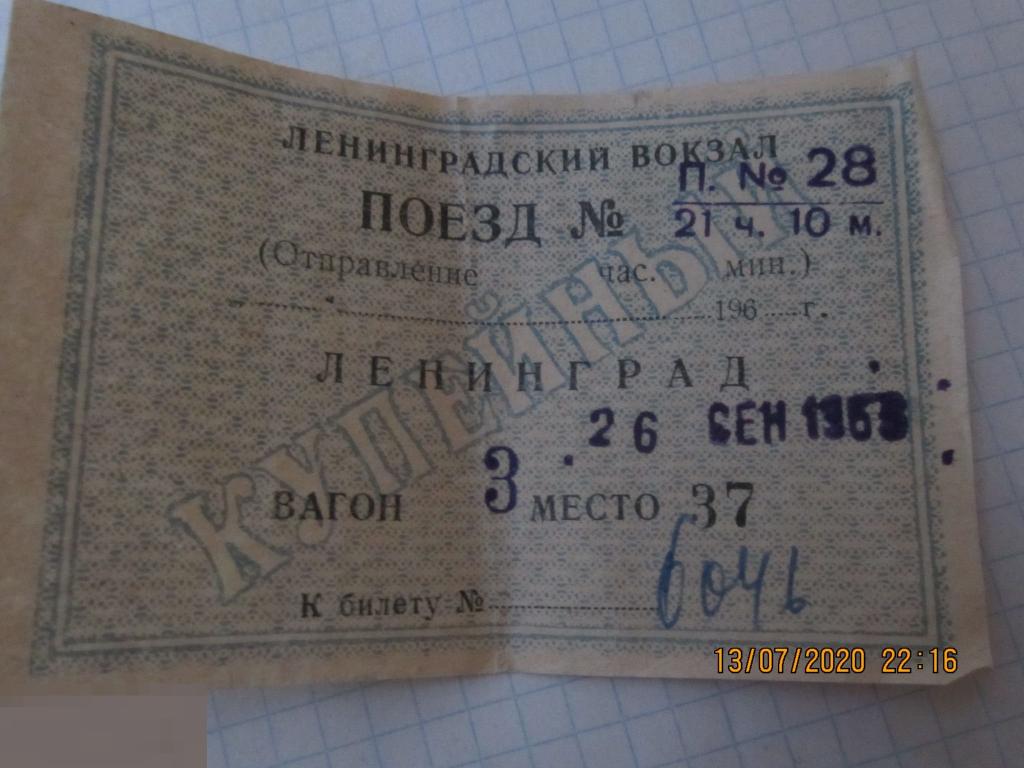 ЛЕНИНГРАДСКИЙ ВОКЗАЛ
ПОЕЗД № П. № 28
21 ч. 10 м.
(Отправление час. мин.)
196 г.
КУПЕЙНЫЙ
ЛЕНИНГРАД
26 СЕН
ВАГОН 3 МЕСТО 37
К билету № 604
13/07/2020 22:16